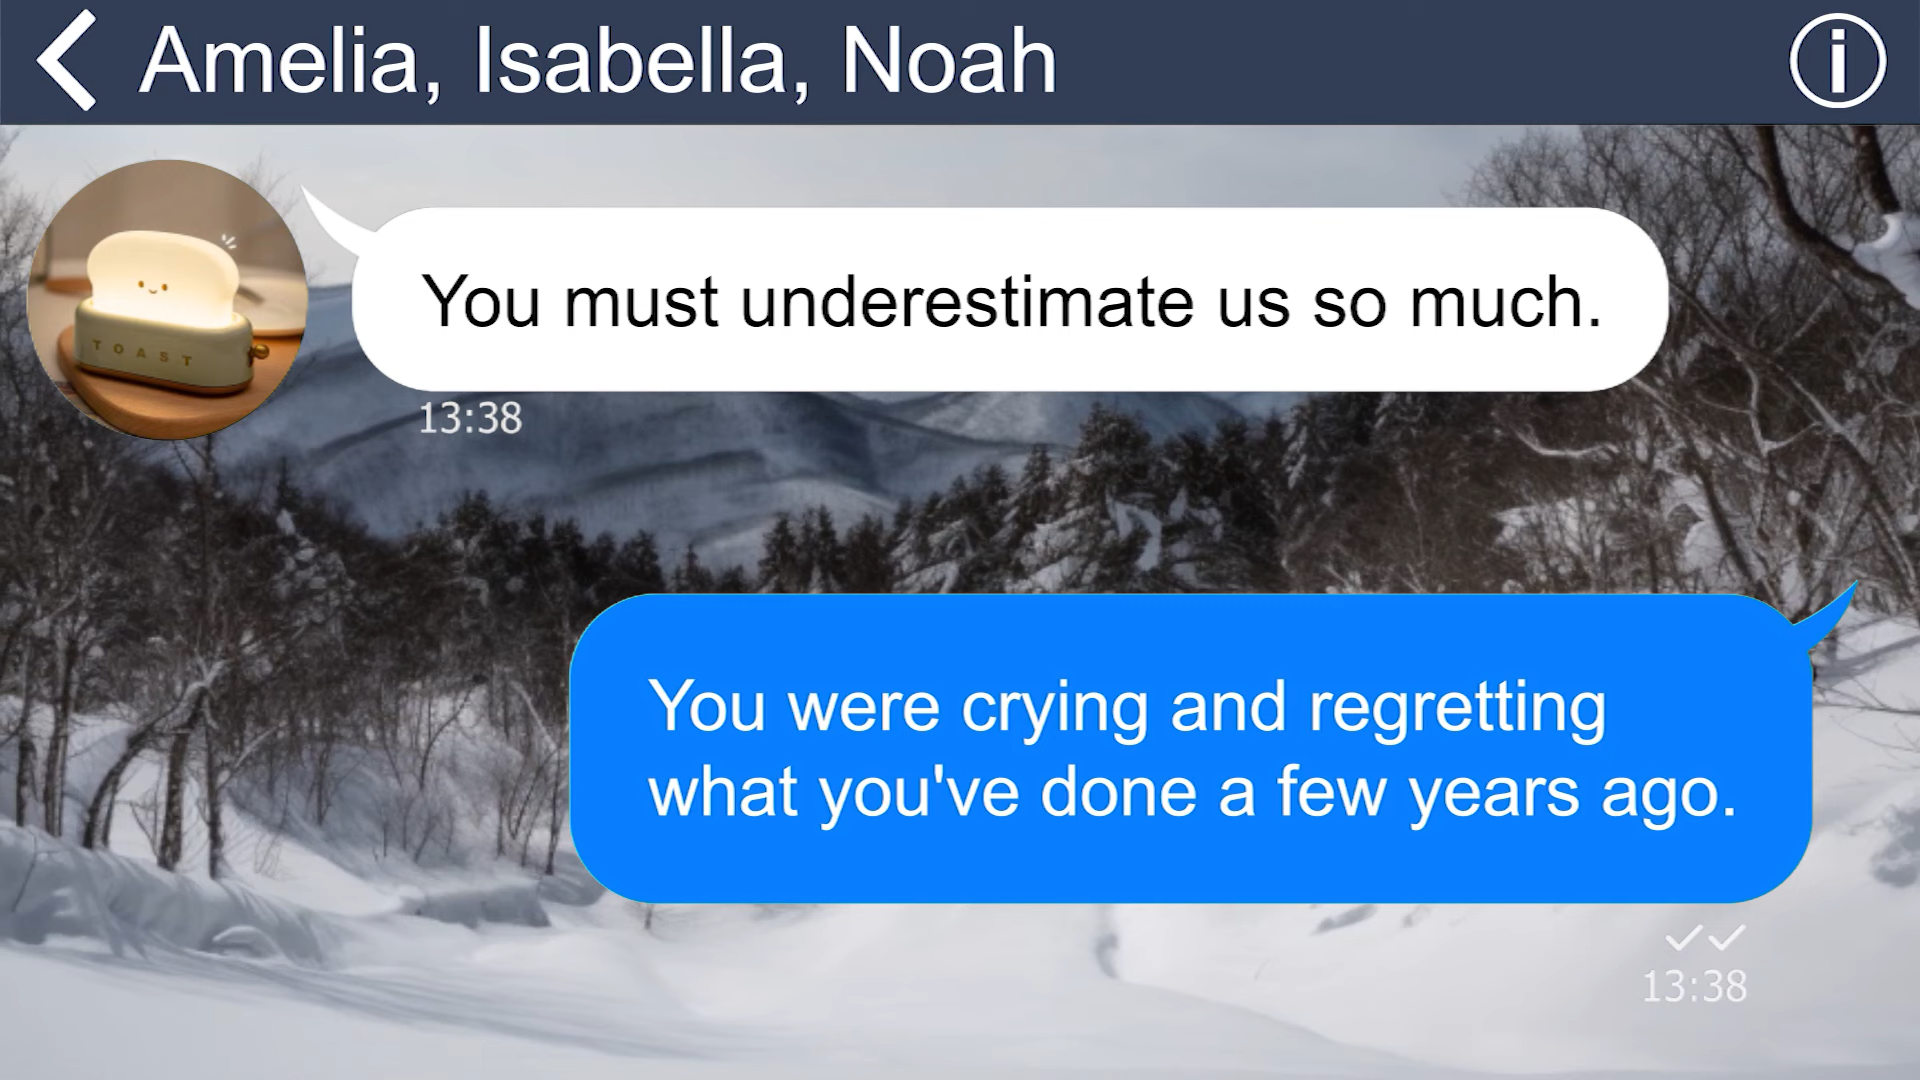 Amelia, Isabella, Noah
TOAST
You must underestimate us so much.
13:38
You were crying and regretting
what you've done a few years ago.
13:38